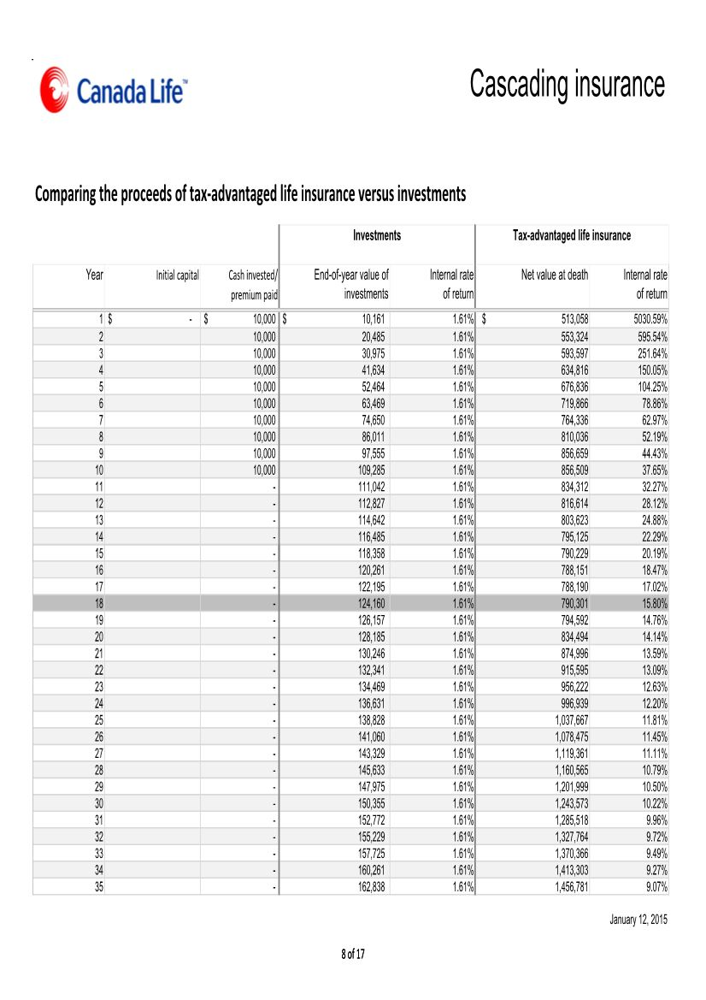 Canada Life™
Cascading insurance
Comparing the proceeds of tax-advantaged life insurance versus investments
Investments Tax-advantaged life insurance
Year Initial capital Cash invested/ End-of-year value of Internal rate Net value at death Internal rate
premium paid investments of return of return
1 $ - $ 10,000 $ 10,161 1.61% $ 513,058 5030.59%
2 10,000 20,485 1.61% 553,324 595.54%
3 10,000 30,975 1.61% 593,597 251.64%
4 10,000 41,634 1.61% 634,816 150.05%
5 10,000 52,464 1.61% 676,836 104.25%
6 10,000 63,469 1.61% 719,866 78.86%
7 10,000 74,650 1.61% 764,336 62.97%
8 10,000 86,011 1.61% 810,036 52.19%
9 10,000 97,555 1.61% 856,659 44.43%
10 10,000 109,285 1.61% 856,509 37.65%
11 - 111,042 1.61% 834,312 32.27%
12 - 112,827 1.61% 816,614 28.12%
13 - 114,642 1.61% 803,623 24.88%
14 - 116,485 1.61% 795,125 22.29%
15 - 118,358 1.61% 790,229 20.19%
16 - 120,261 1.61% 788,151 18.47%
17 - 122,195 1.61% 788,190 17.02%
18 - 124,160 1.61% 790,301 15.80%
19 - 126,157 1.61% 794,592 14.76%
20 - 128,185 1.61% 834,494 14.14%
21 - 130,246 1.61% 874,996 13.59%
22 - 132,341 1.61% 915,595 13.09%
23 - 134,469 1.61% 956,222 12.63%
24 - 136,631 1.61% 996,939 12.20%
25 - 138,828 1.61% 1,037,667 11.81%
26 - 141,060 1.61% 1,078,475 11.45%
27 - 143,329 1.61% 1,119,361 11.11%
28 - 145,633 1.61% 1,160,565 10.79%
29 - 147,975 1.61% 1,201,999 10.50%
30 - 150,355 1.61% 1,243,573 10.22%
31 - 152,772 1.61% 1,285,518 9.96%
32 - 155,229 1.61% 1,327,764 9.72%
33 - 157,725 1.61% 1,370,366 9.49%
34 - 160,261 1.61% 1,413,303 9.27%
35 - 162,838 1.61% 1,456,781 9.07%
January 12, 2015
8 of 17